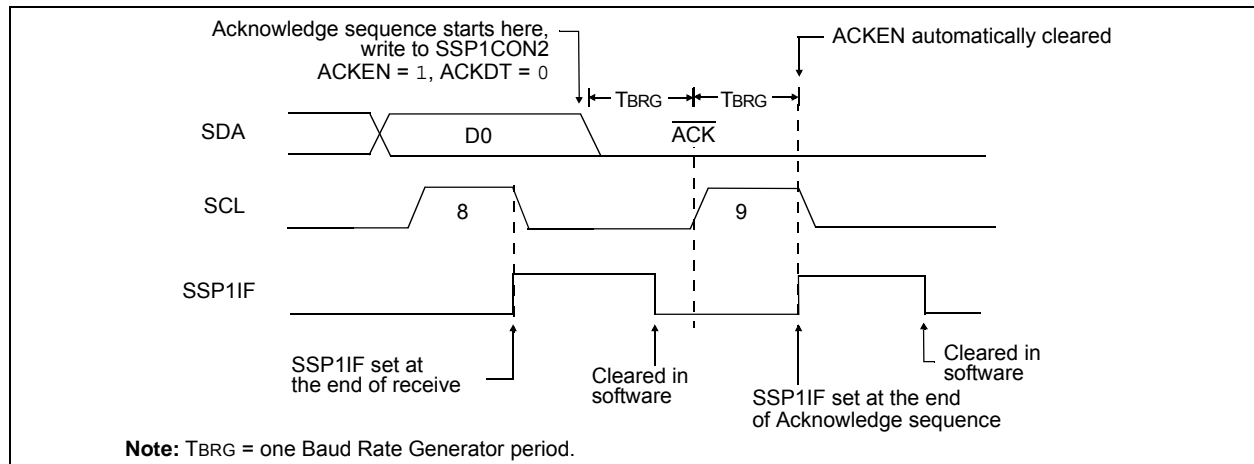 Acknowledge sequence starts here,
write to SSP1CON2
ACKEN = 1, ACKDT = 0
ACKEN automatically cleared
TBRG
TBRG
SDA
D0
ACK
SCL
8
9
SSP1IF
SSP1IF set at
the end of receive
Cleared in
software
SSP1IF set at the end
of Acknowledge sequence
Cleared in
software
Note: TBRG = one Baud Rate Generator period.